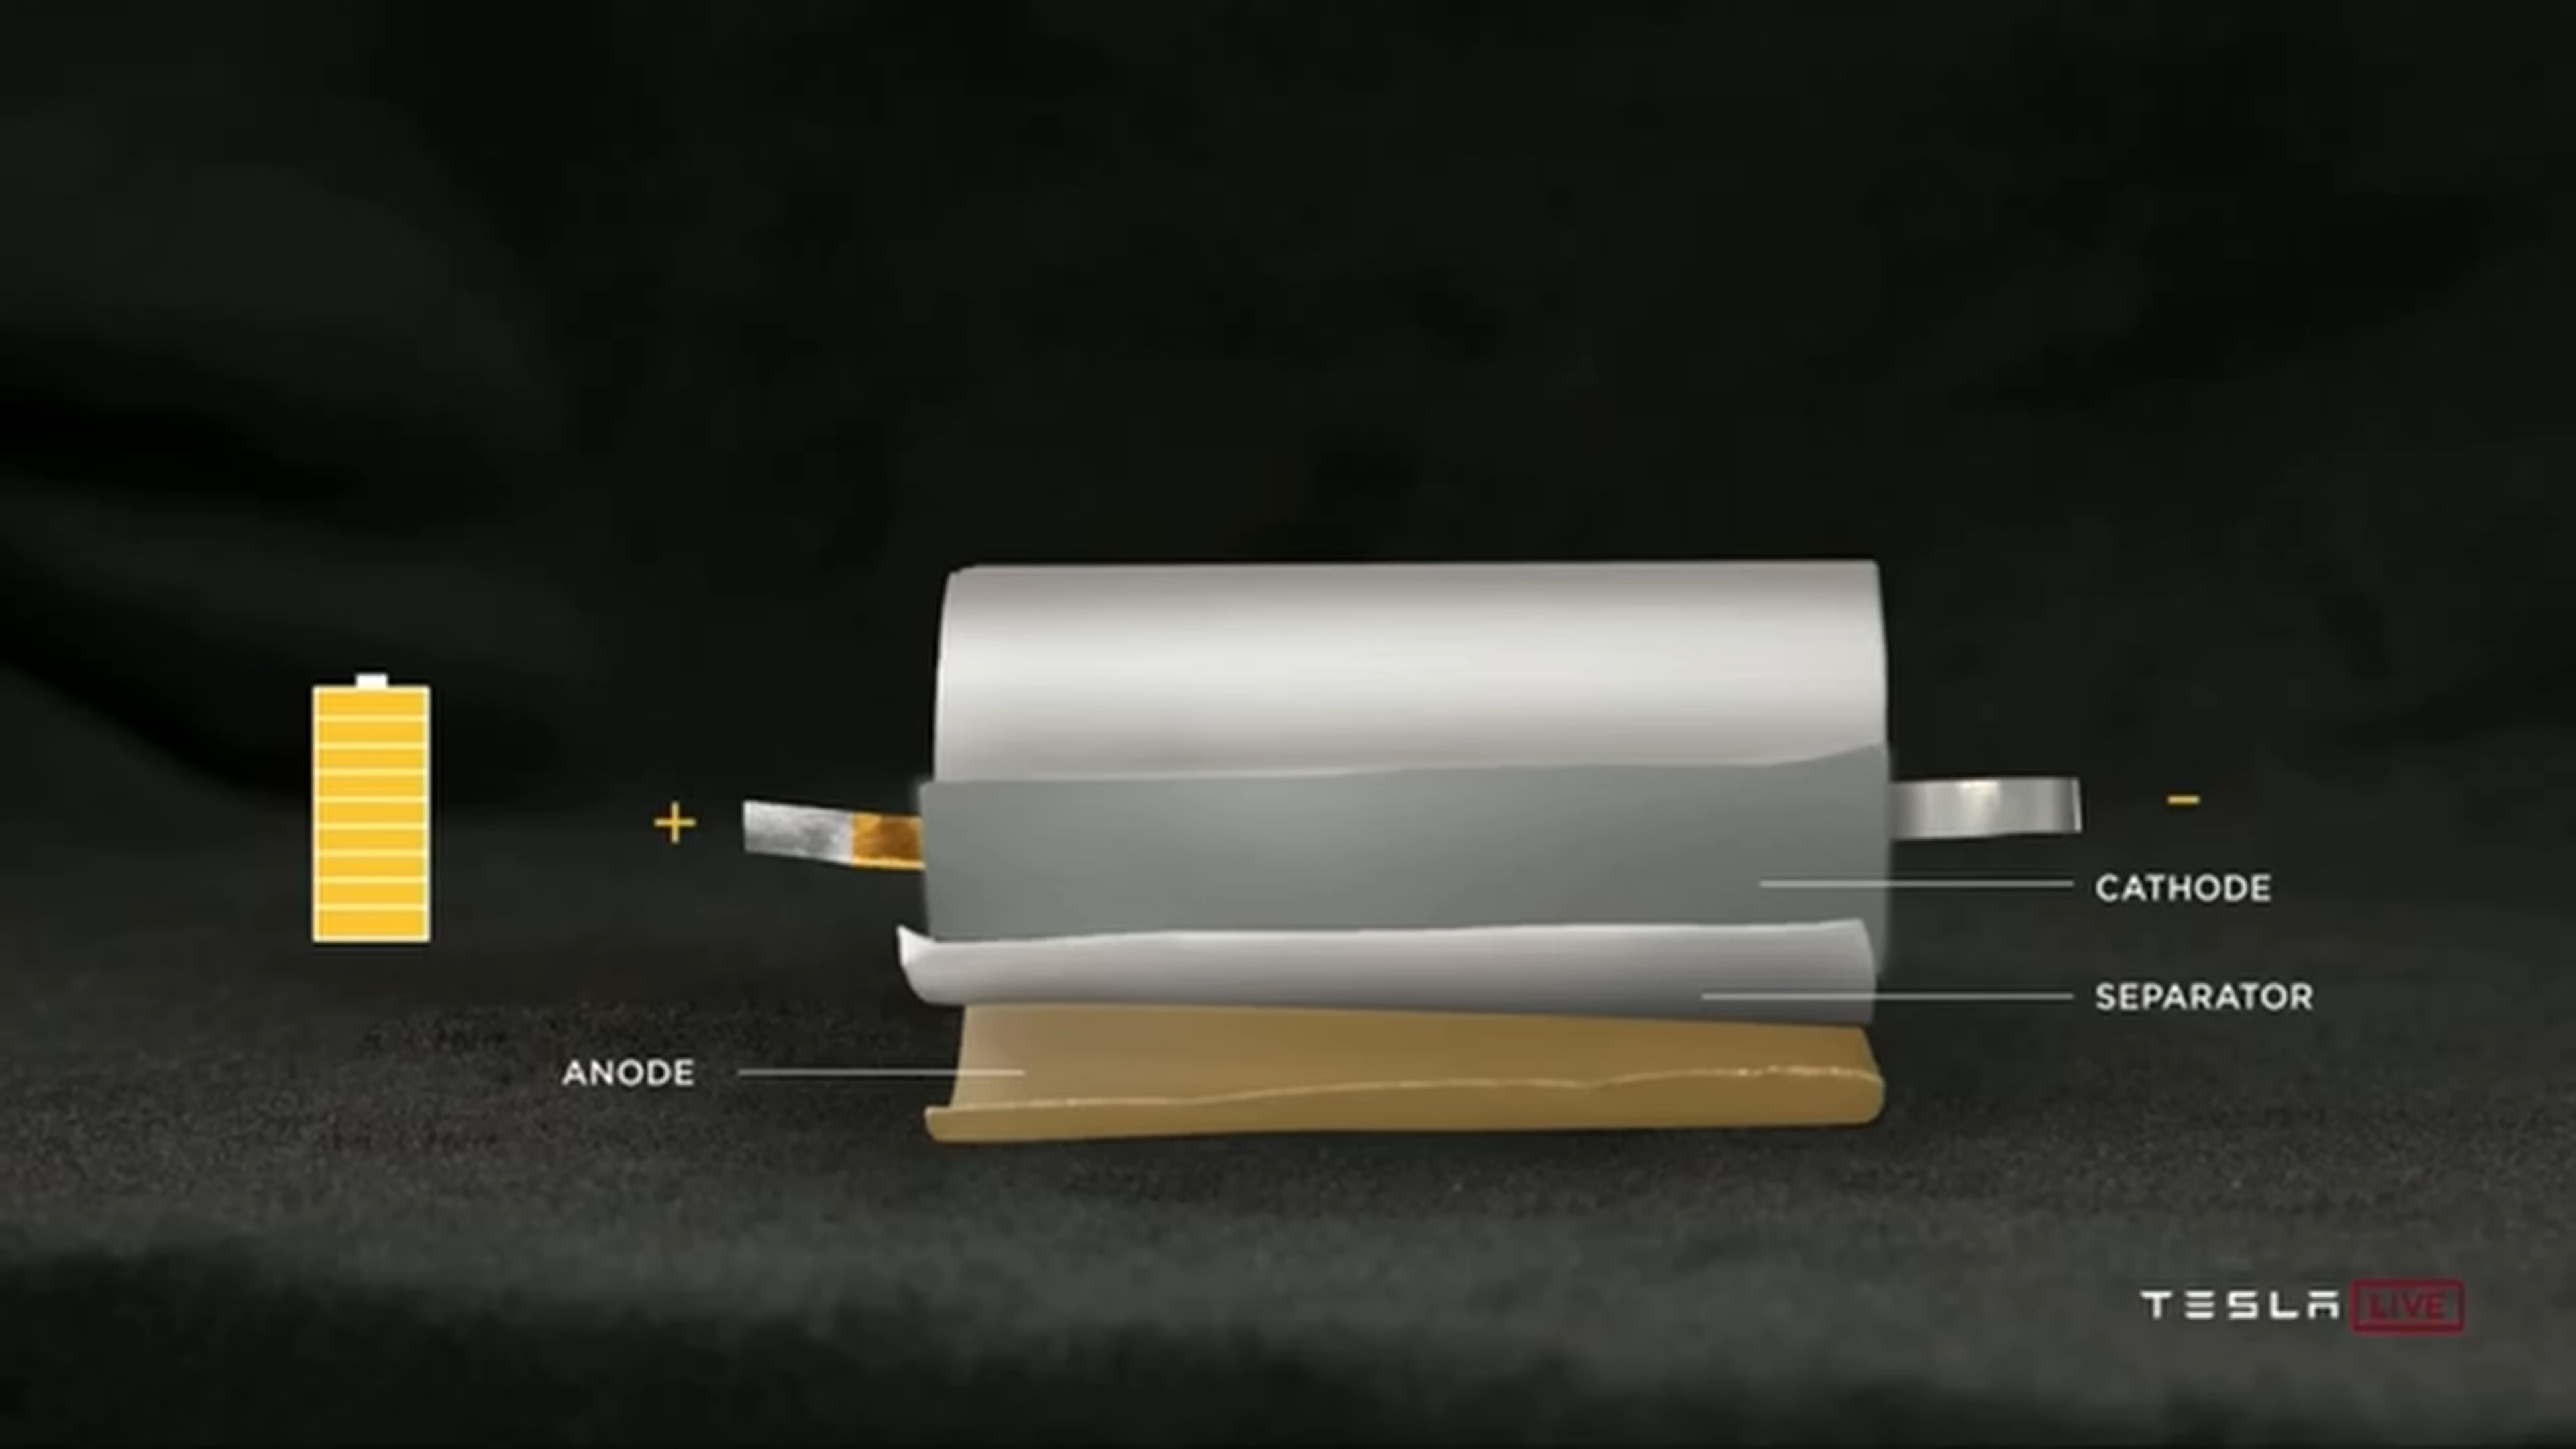 +
-
CATHODE
SEPARATOR
ANODE
TESLA LIVE